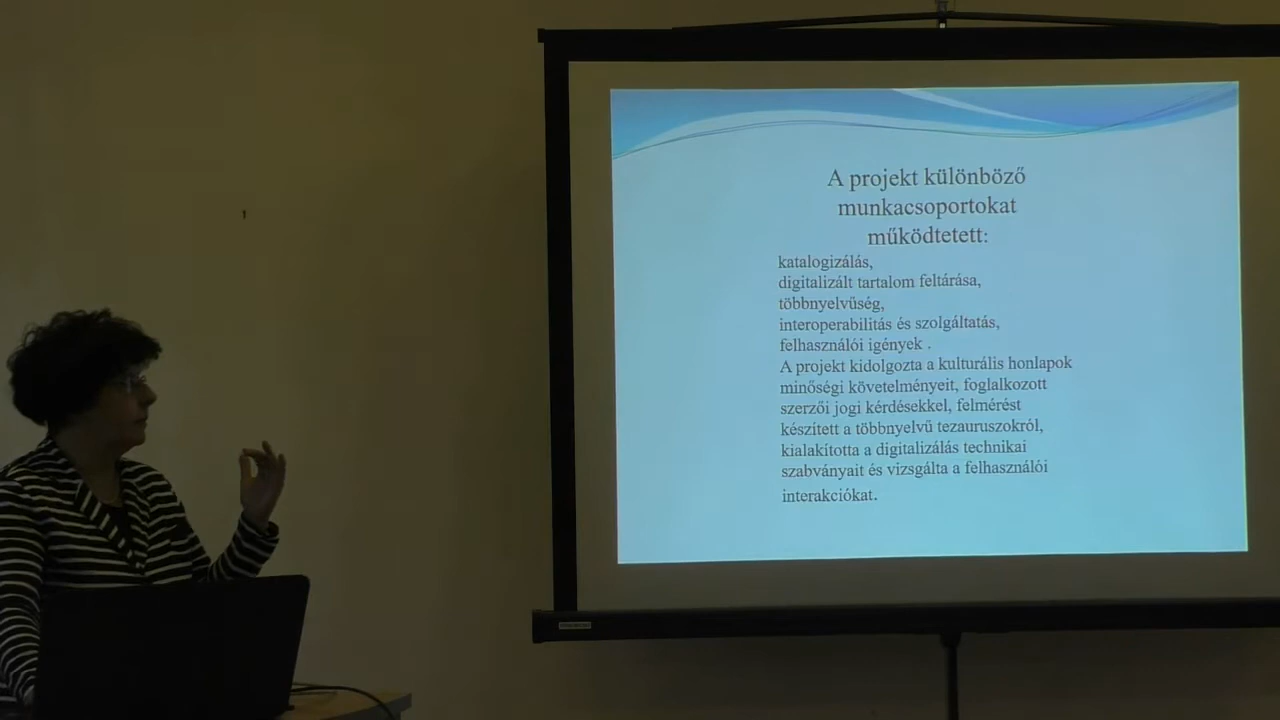 A projekt különböző
munkacsoportokat
működtetett:
katalogizálás,
digitalizált tartalom feltárása,
többnyelvűség,
interoperabilitás és szolgáltatás,
felhasználói igények .
A projekt kidolgozta a kulturális honlapok
minőségi követelményeit, foglalkozott
szerzői jogi kérdésekkel, felmérést
készített a többnyelvű tezauruszokról,
kialakította a digitalizálás technikai
szabványait és vizsgálta a felhasználói
interakciókat.